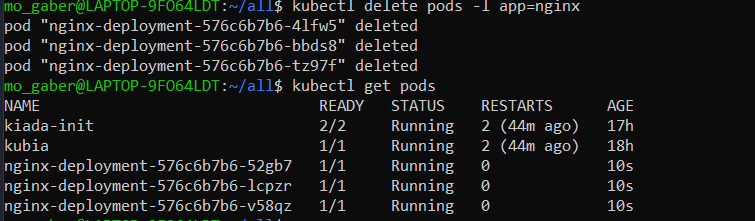 mo_gaber@LAPTOP-9FO64LDT:~/all$ kubectl delete pods -l app=nginx
pod "nginx-deployment-576c6b7b6-4lfw5" deleted
pod "nginx-deployment-576c6b7b6-bbds8" deleted
pod "nginx-deployment-576c6b7b6-tz97f" deleted
mo_gaber@LAPTOP-9FO64LDT:~/all$ kubectl get pods
NAME READY STATUS RESTARTS AGE
kiada-init 2/2 Running 2 (44m ago) 17h
kubia 1/1 Running 2 (44m ago) 18h
nginx-deployment-576c6b7b6-52gb7 1/1 Running 0 10s
nginx-deployment-576c6b7b6-lcpzr 1/1 Running 0 10s
nginx-deployment-576c6b7b6-v58qz 1/1 Running 0 10s